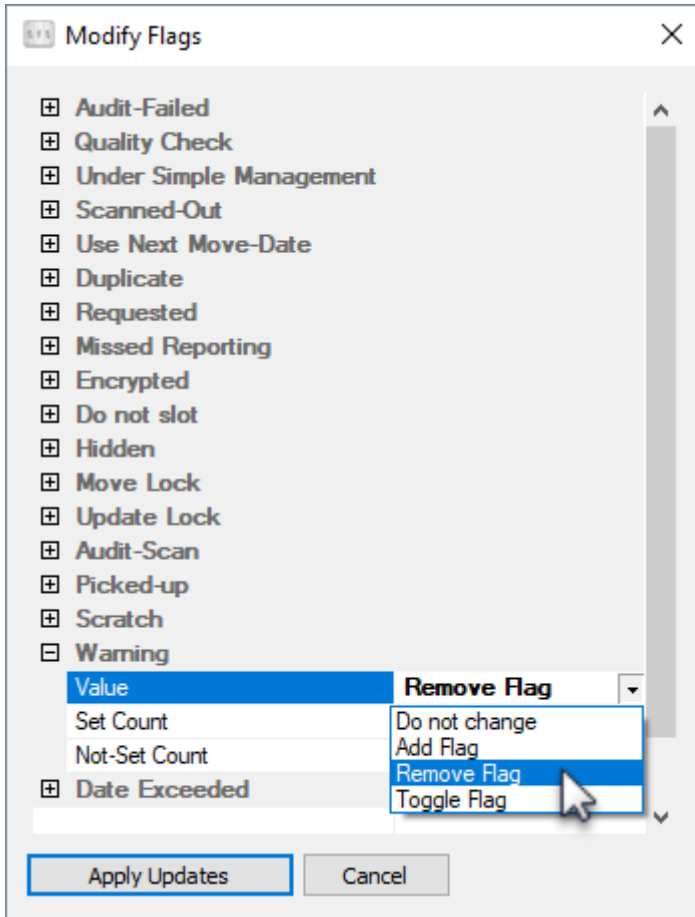 Modify Flags
Audit-Failed
Quality Check
Under Simple Management
Scanned-Out
Use Next Move-Date
Duplicate
Requested
Missed Reporting
Encrypted
Do not slot
Hidden
Move Lock
Update Lock
Audit-Scan
Picked-up
Scratch
Warning
Value Remove Flag
Set Count
Not-Set Count
Do not change
Add Flag
Remove Flag
Toggle Flag
Date Exceeded
Apply Updates Cancel